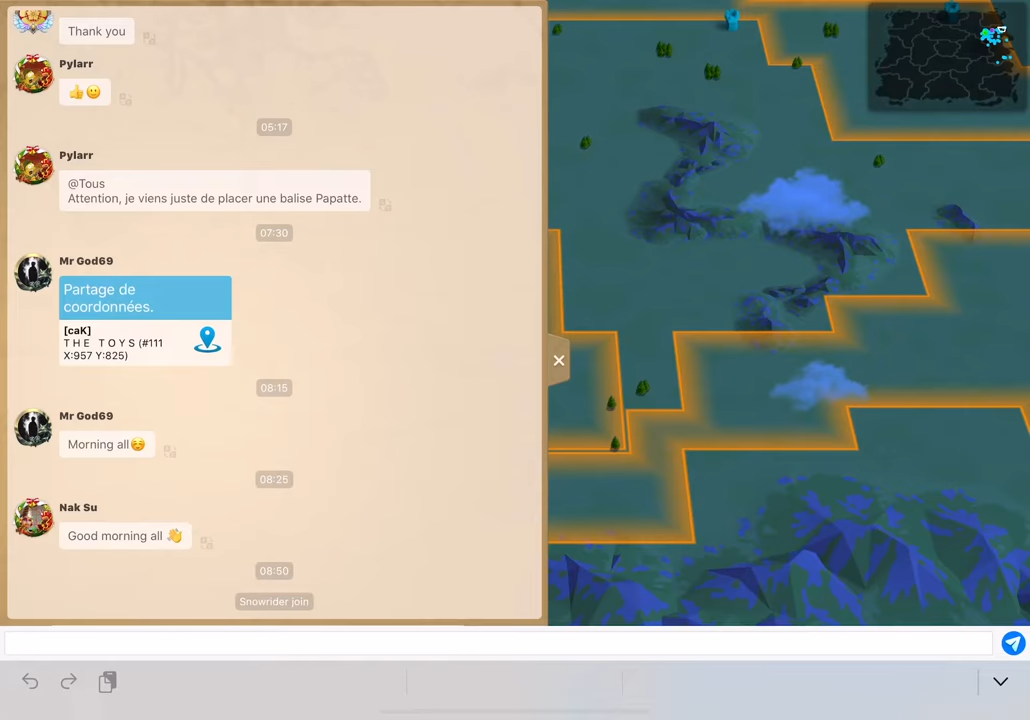 Thank you
Pylarr
👍🙂
05:17
Pylarr
@Tous
Attention, je viens juste de placer une balise Papatte.
07:30
Mr God69
Partage de
coordonnées.
[caK]
T H E   T O Y S (#111
X:957 Y:825)
08:15
Mr God69
Morning all😌
08:25
Nak Su
Good morning all 👋
08:50
Snowrider join